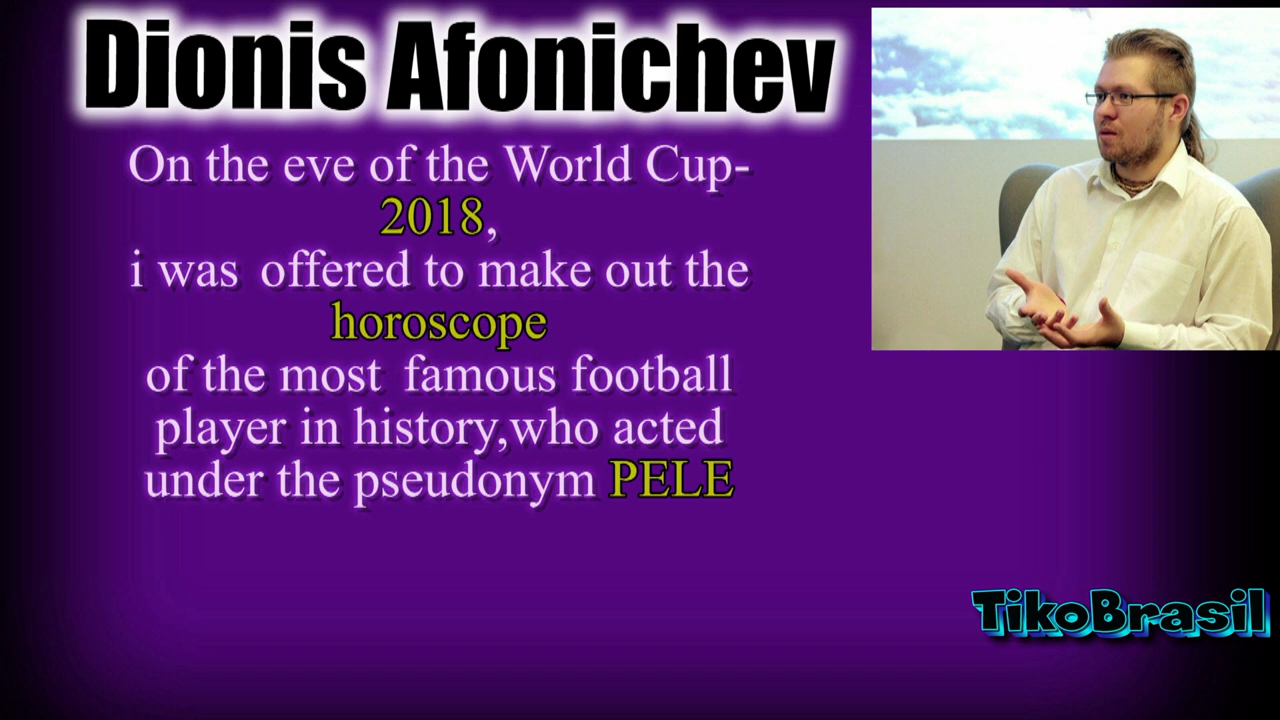 Dionis Afonichev
On the eve of the World Cup-
2018,
i was offered to make out the
horoscope
of the most famous football
player in history,who acted
under the pseudonym PELE
TikoBrasil